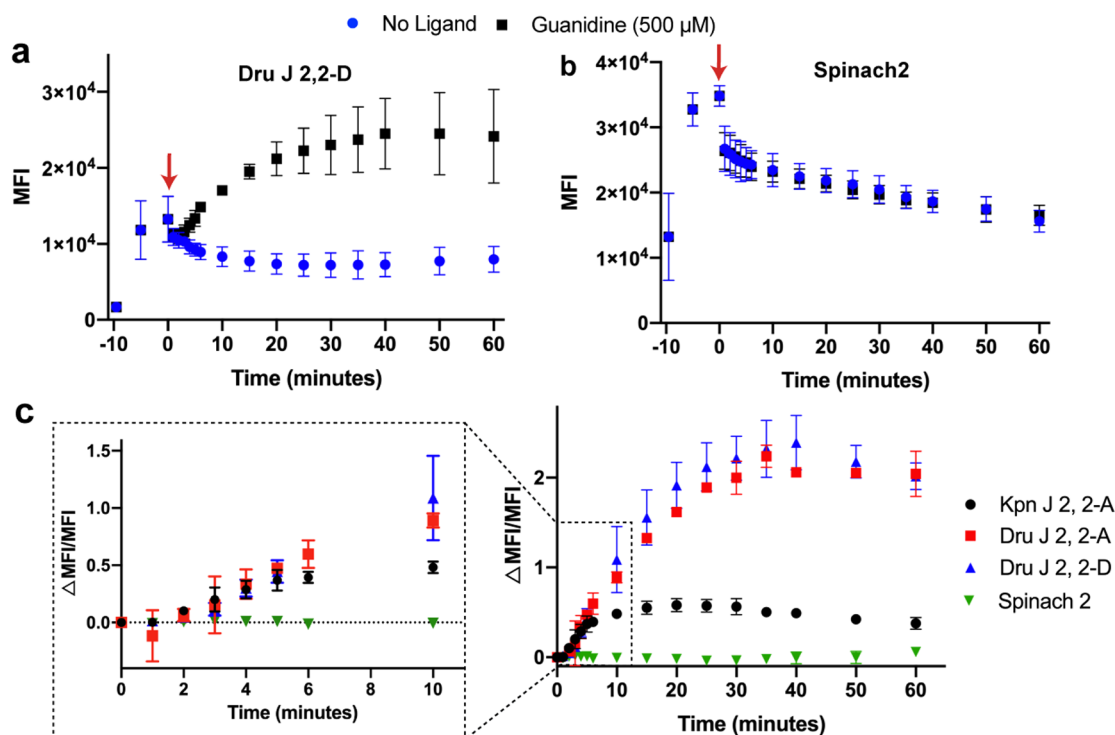 No Ligand Guanidine (500 µM)
a
Dru J 2,2-D
MFI
3×10⁴
2×10⁴
1×10⁴
0
-10 0 10 20 30 40 50 60
Time (minutes)
b
Spinach2
MFI
4×10⁴
3×10⁴
2×10⁴
1×10⁴
0
-10 0 10 20 30 40 50 60
Time (minutes)
c
△MFI/MFI
1.5
1.0
0.5
0.0
0 2 4 6 8 10
Time (minutes)
△MFI/MFI
2
1
0
0 10 20 30 40 50 60
Time (minutes)
Kpn J 2, 2-A
Dru J 2, 2-A
Dru J 2, 2-D
Spinach 2